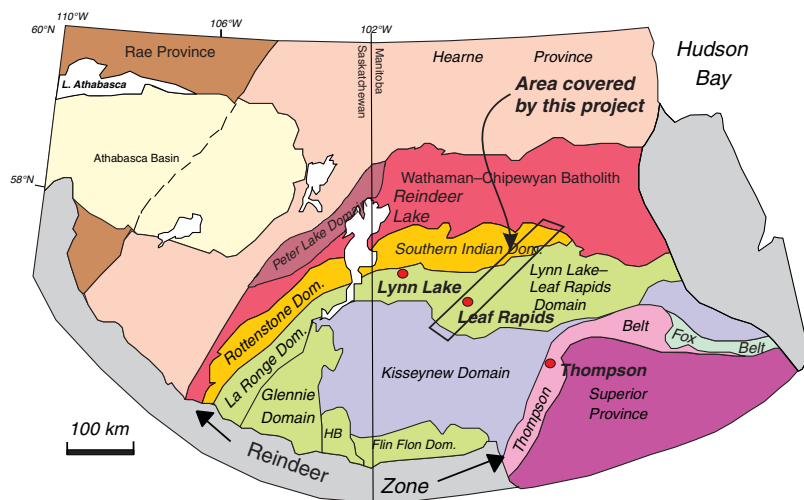 110°W
60°N
106°W
102°W
Rae Province
Saskatchewan
Manitoba
Hearne Province
Hudson
Bay
L. Athabasca
Area covered
by this project
Athabasca Basin
58°N
Wathaman–Chipewyan Batholith
Peter Lake Domain
Reindeer
Lake
Southern Indian Dom.
Rottenstone Dom.
Lynn Lake
Lynn Lake–
Leaf Rapids
Domain
Leaf Rapids
La Ronge Dom.
Belt
Fox
Belt
Kisseynew Domain
Thompson
Glennie
Domain
Superior
Province
HB
Flin Flon Dom.
Thompson
100 km
Reindeer
Zone